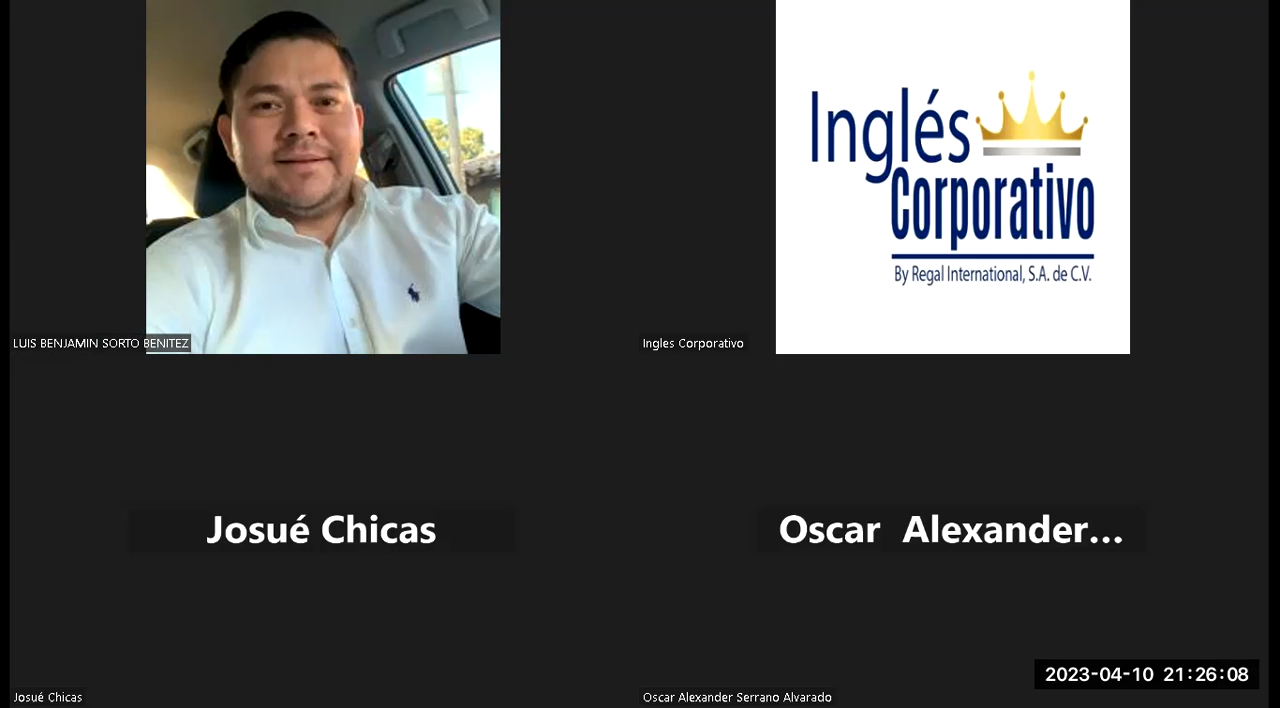 Inglés
Corporativo
By Regal International, S.A. de C.V.
LUIS BENJAMIN SORTO BENITEZ
Ingles Corporativo
Josué Chicas
Oscar Alexander...
2023-04-10 21:26:08
Josué Chicas
Oscar Alexander Serrano Alvarado